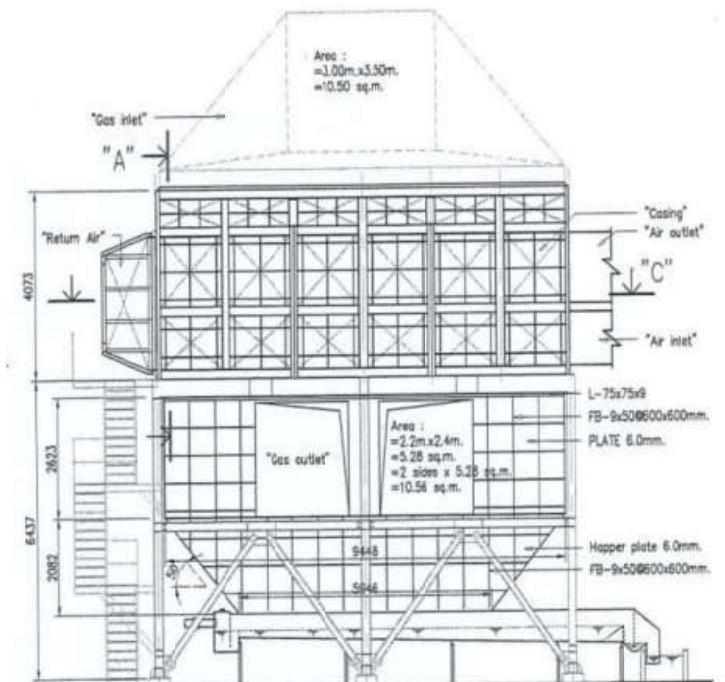 Area :
=3.00m.x3.50m.
=10.50 sq.m.
"Gas inlet"
"A"
"Return Air"
"Casing"
"Air outlet"
"C"
"Air inlet"
4073
L-75x75x9
FB-9x50@600x600mm.
PLATE 6.0mm.
Area :
=2.2m.x2.4m.
=5.28 sq.m.
=2 sides x 5.28 sq.m.
=10.56 sq.m.
"Gas outlet"
2623
6437
2082
9448
50
5946
Hopper plate 6.0mm.
FB-9x50@600x600mm.